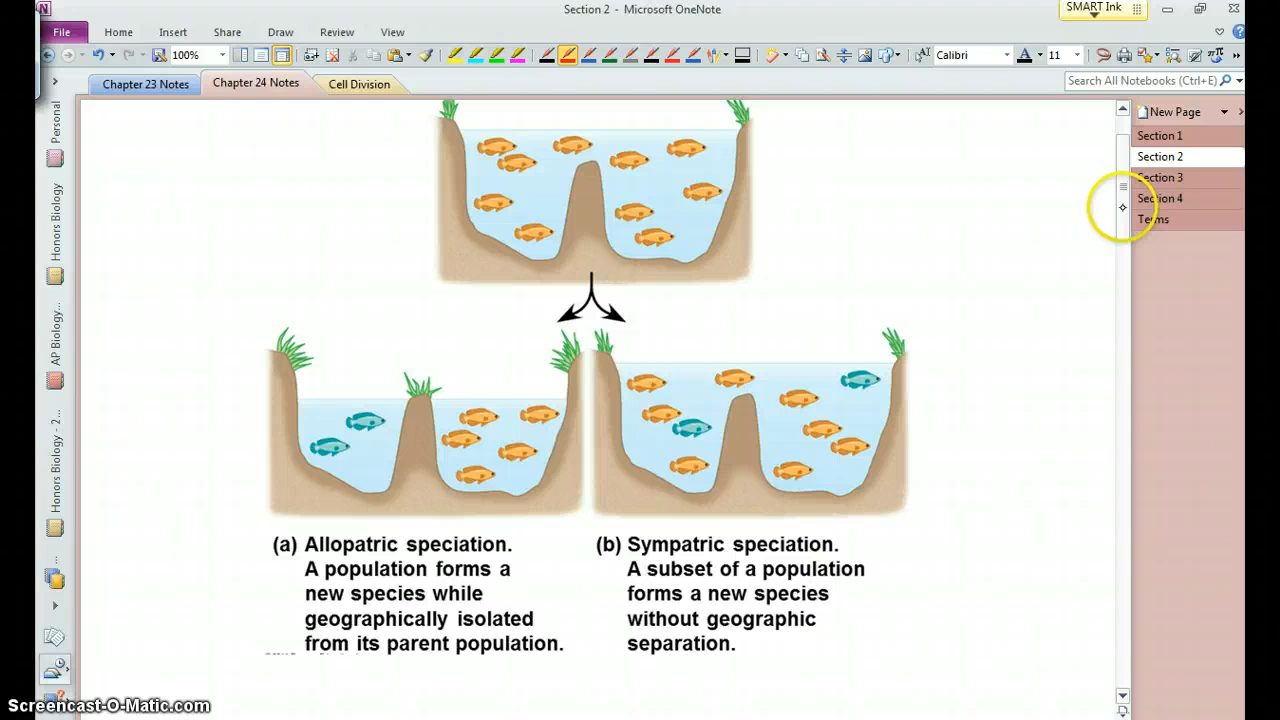 Section 2 - Microsoft OneNote
SMART Ink
File Home Insert Share Draw Review View
100% Calibri 11
Chapter 23 Notes Chapter 24 Notes Cell Division
Search All Notebooks (Ctrl+E)
New Page
Section 1
Section 2
Section 3
Section 4
Terms
Personal
Honors Biology
AP Biology...
Honors Biology - 2...
(a) Allopatric speciation.
A population forms a
new species while
geographically isolated
from its parent population.
(b) Sympatric speciation.
A subset of a population
forms a new species
without geographic
separation.
Screencast-O-Matic.com